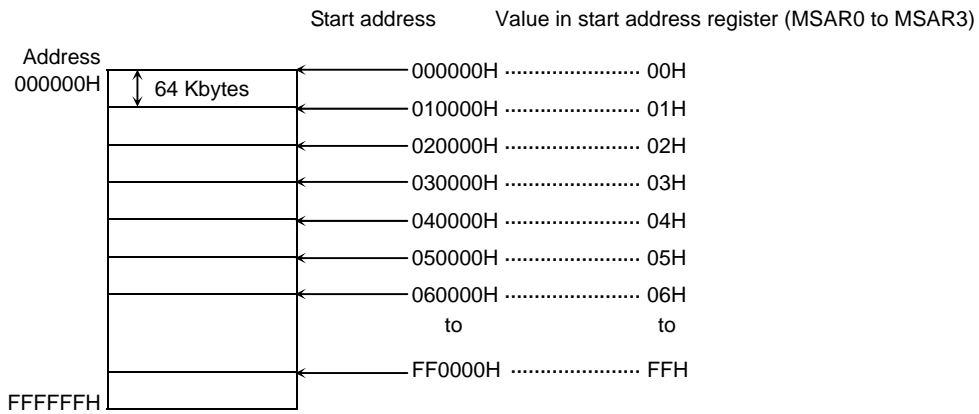 Start address Value in start address register (MSAR0 to MSAR3)
Address
000000H
64 Kbytes
000000H ........................ 00H
010000H ........................ 01H
020000H ........................ 02H
030000H ........................ 03H
040000H ........................ 04H
050000H ........................ 05H
060000H ........................ 06H
to to
FF0000H ....................... FFH
FFFFFFH